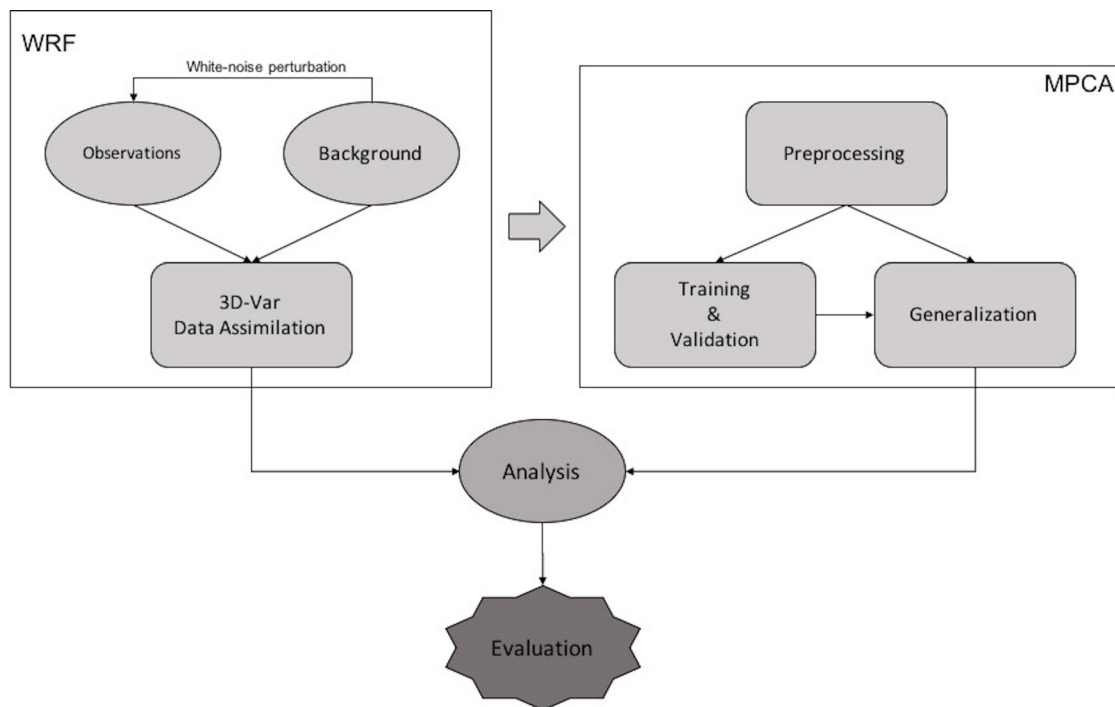 WRF
White-noise perturbation
Observations
Background
3D-Var
Data Assimilation
MPCA
Preprocessing
Training
&
Validation
Generalization
Analysis
Evaluation